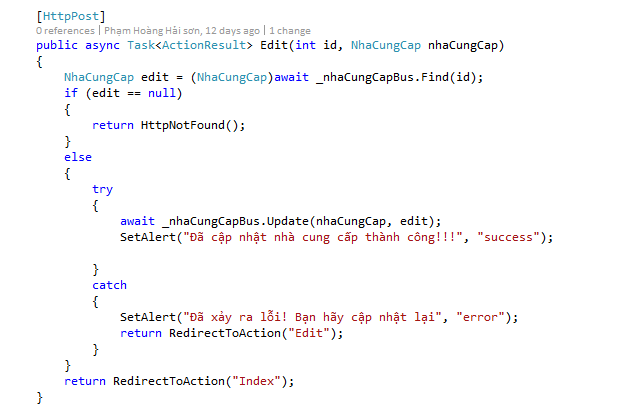 [HttpPost]
0 references | Phạm Hoàng Hải sơn, 12 days ago | 1 change
public async Task<ActionResult> Edit(int id, NhaCungCap nhaCungCap)
{
    NhaCungCap edit = (NhaCungCap)await _nhaCungCapBus.Find(id);
    if (edit == null)
    {
        return HttpNotFound();
    }
    else
    {
        try
        {
            await _nhaCungCapBus.Update(nhaCungCap, edit);
            SetAlert("Đã cập nhật nhà cung cấp thành công!!!", "success");
        }
        catch
        {
            SetAlert("Đã xảy ra lỗi! Bạn hãy cập nhật lại", "error");
            return RedirectToAction("Edit");
        }
    }
    return RedirectToAction("Index");
}